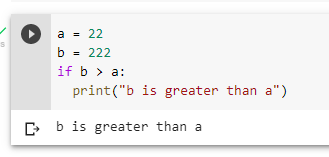 a = 22
b = 222
if b > a:
  print("b is greater than a")
b is greater than a